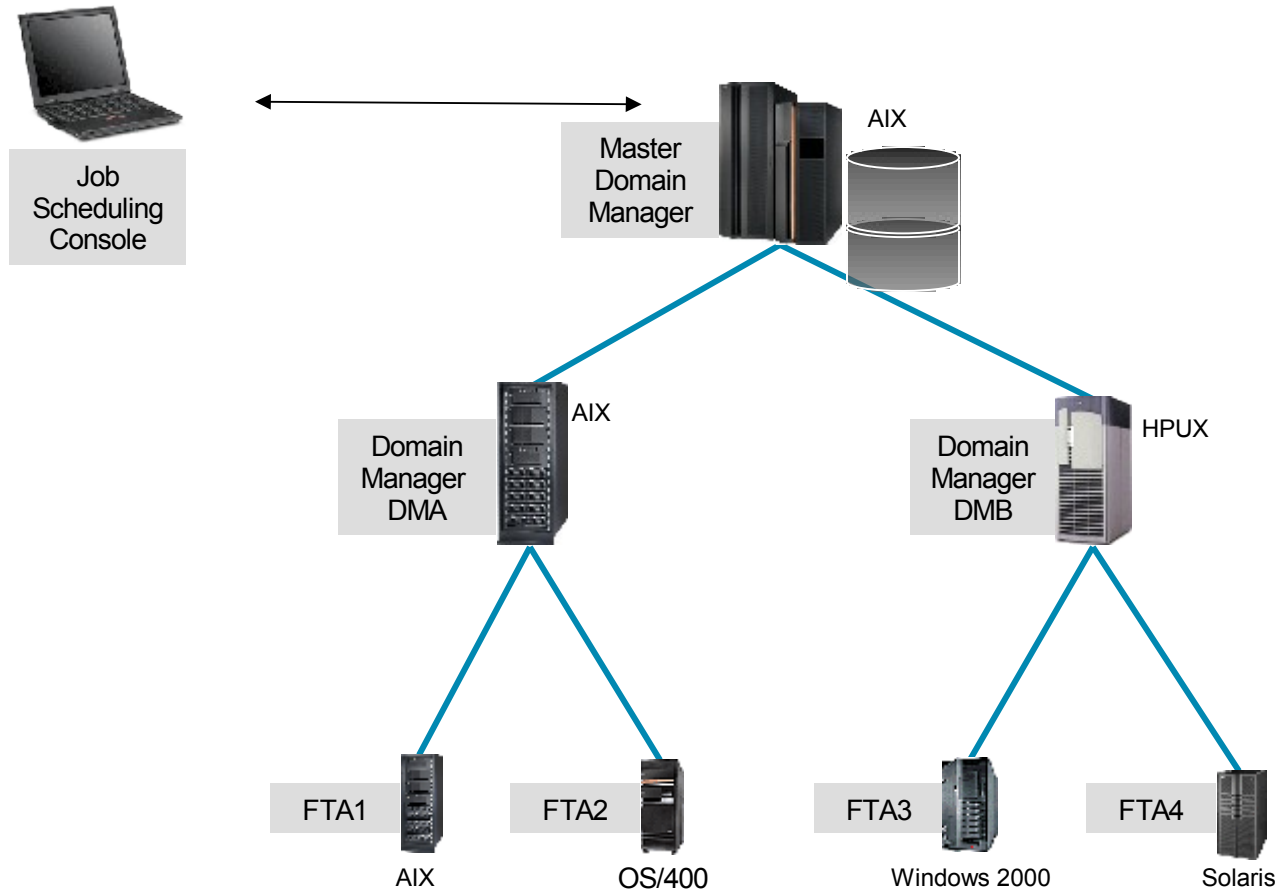 Job
Scheduling
Console
Master
Domain
Manager
AIX
Domain
Manager
DMA
AIX
Domain
Manager
DMB
HPUX
FTA1
AIX
FTA2
OS/400
FTA3
Windows 2000
FTA4
Solaris